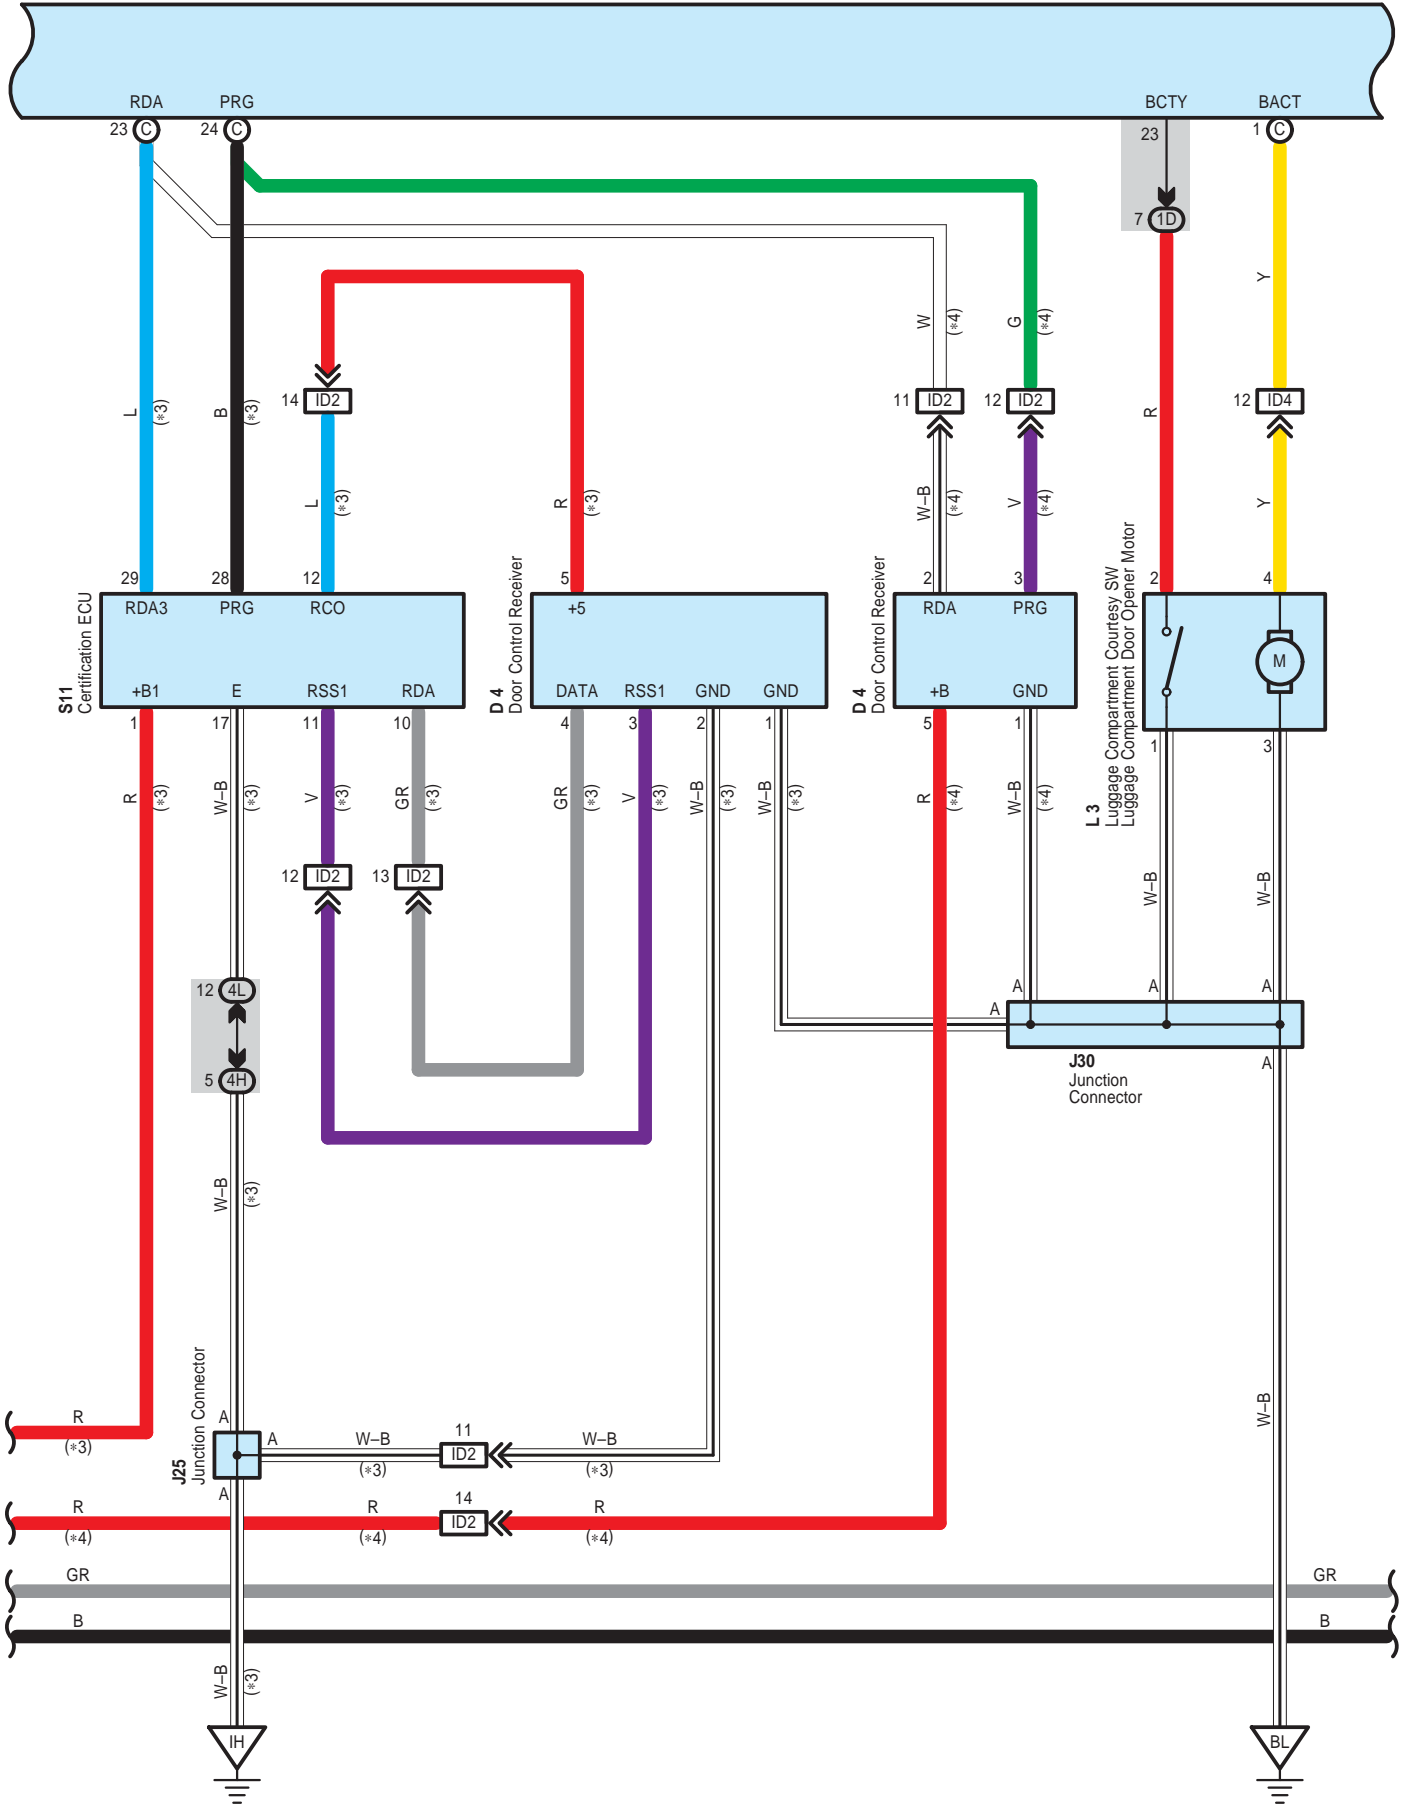 RDA PRG BCTY BACT
23 C 24 C 23 1 C
7 1D
Y
W (*4) G (*4)
14 ID2 11 ID2 12 ID2 12 ID4
L (*3) B (*3) R
L (*3) R (*3) W–B (*4) V (*4) Y
29 28 12 5 2 3 2 4
S11 Certification ECU
RDA3 PRG RCO
+B1 E RSS1 RDA
D 4 Door Control Receiver
+5
DATA RSS1 GND GND
D 4 Door Control Receiver
RDA PRG
+B GND
L 3
Luggage Compartment Courtesy SW
Luggage Compartment Door Opener Motor
M
1 17 11 10 4 3 2 1 5 1 1 3
R (*3) W–B (*3) V (*3) GR (*3) GR (*3) V (*3) W–B (*3) W–B (*3) R (*4) W–B (*4)
12 ID2 13 ID2 W–B W–B
12 4L A A A
A
5 4H
J30
Junction
Connector
A
W–B (*3)
J25
Junction Connector
R
(*3)
A
A W–B 11 W–B
(*3) ID2 (*3)
W–B
A
R R 14 R
(*4) (*4) ID2 (*4)
GR GR
B B
W–B (*3)
IH BL